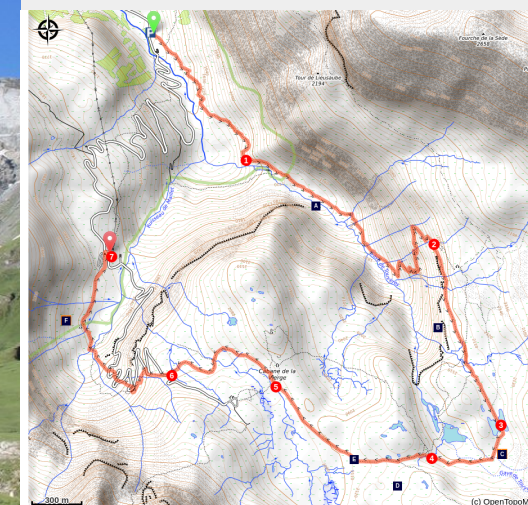 P
Fourche de la Sède
2658
Tour de Lieusaube
2194
1
A
2
7
F
B
6
Cabane de la
5
3
C
E
4
D
300 m
(c) OpenTopoM